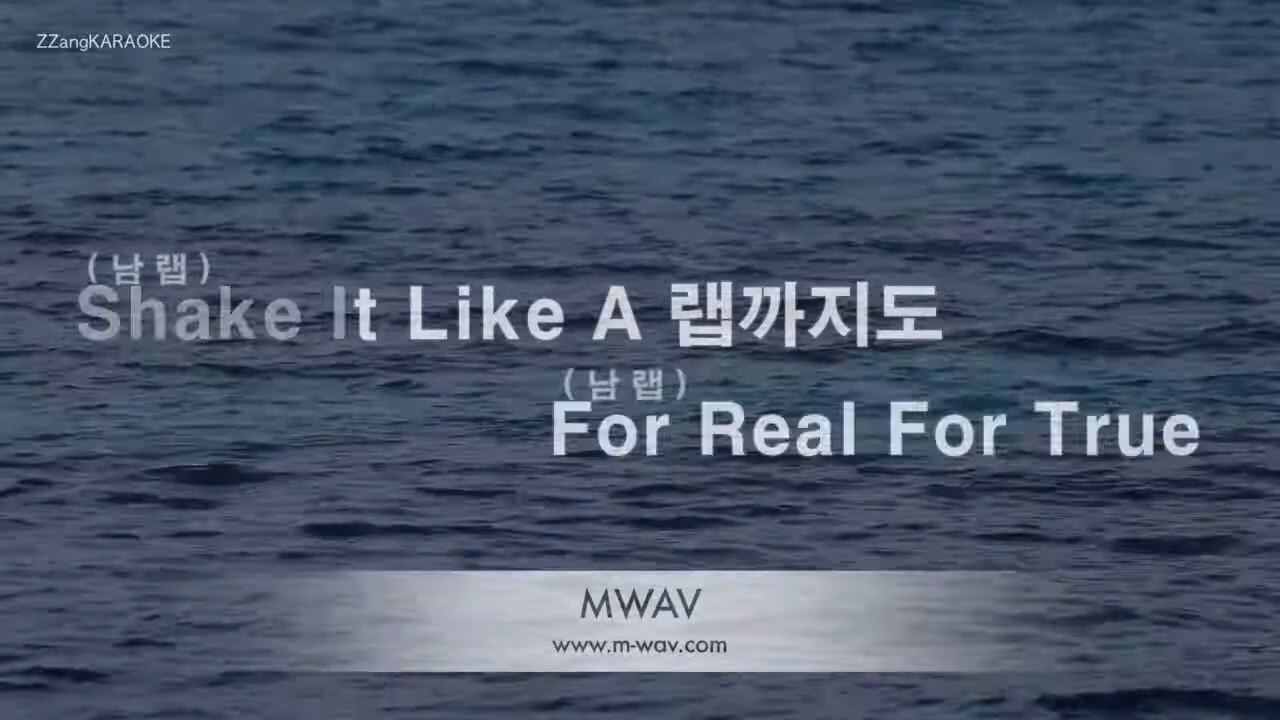 ZZangKARAOKE
(남랩)
Shake It Like A 랩까지도
(남랩)
For Real For True
MWAV
www.m-wav.com